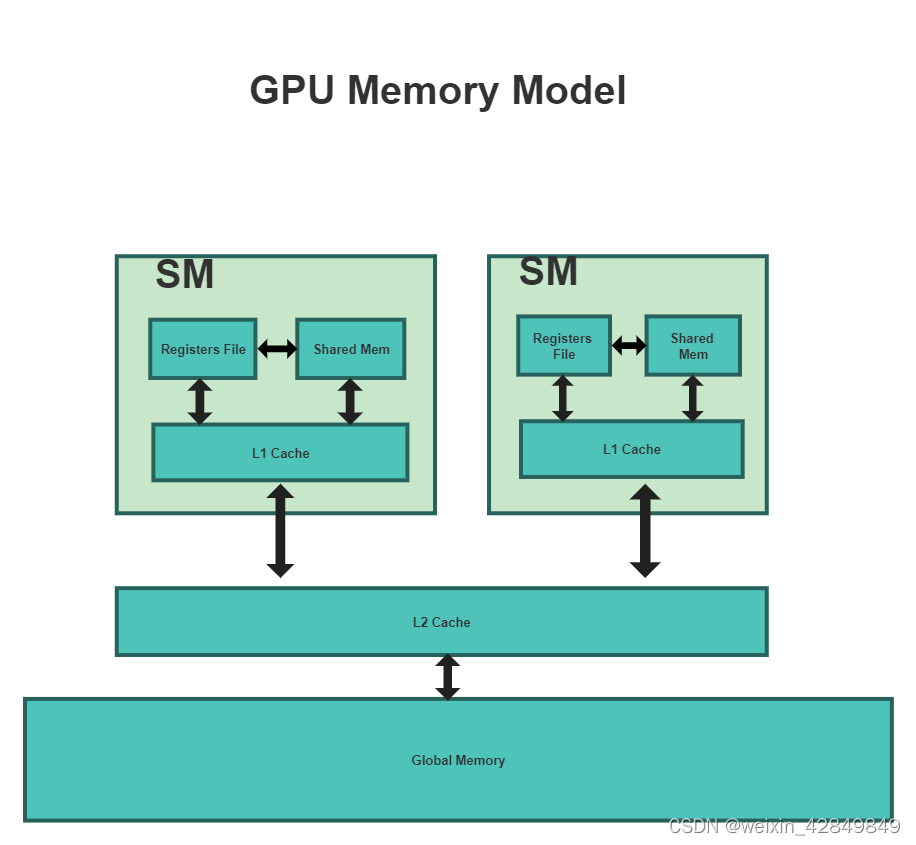 GPU Memory Model
SM
Registers File
Shared Mem
L1 Cache
SM
Registers
File
Shared
Mem
L1 Cache
L2 Cache
Global Memory
CSDN @weixin_42849849